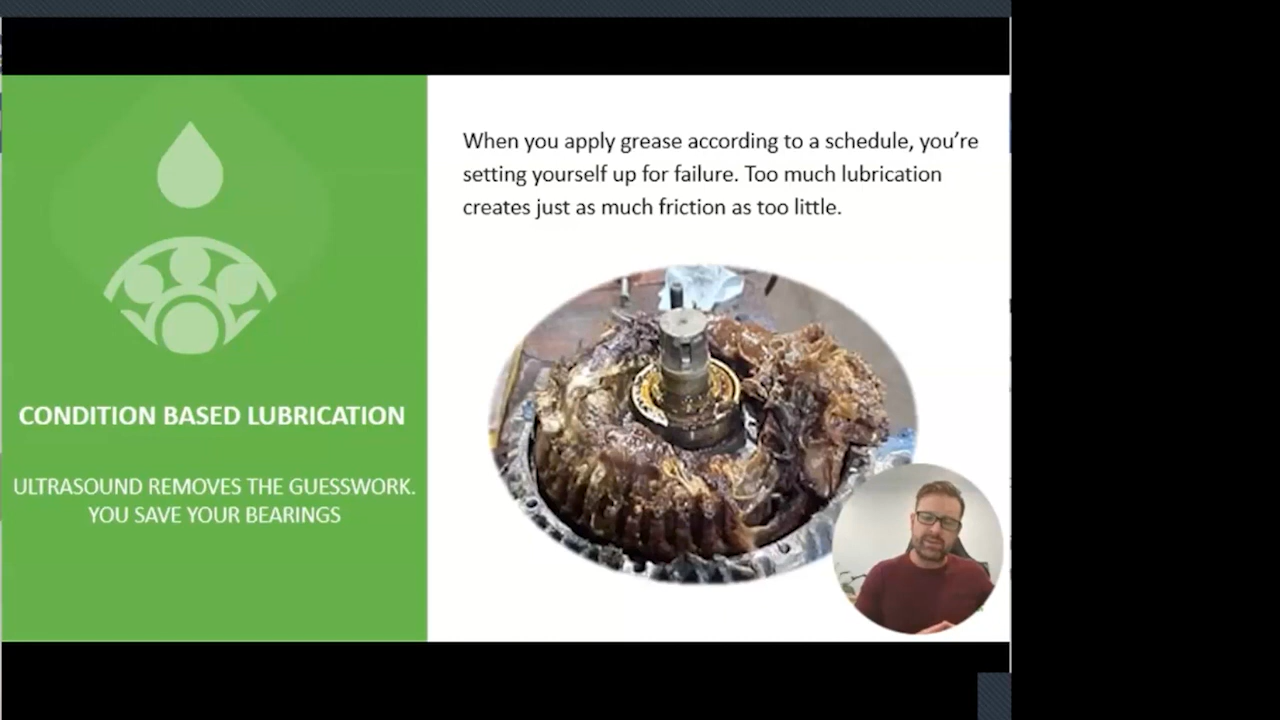 When you apply grease according to a schedule, you’re
setting yourself up for failure. Too much lubrication
creates just as much friction as too little.
CONDITION BASED LUBRICATION
ULTRASOUND REMOVES THE GUESSWORK.
YOU SAVE YOUR BEARINGS